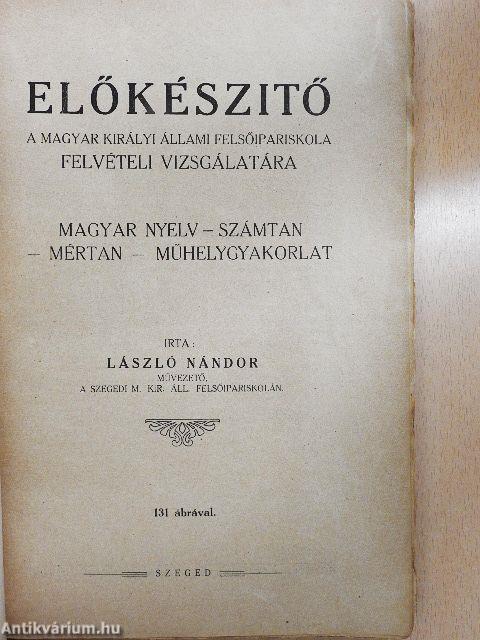 ELŐKÉSZITŐ
A MAGYAR KIRÁLYI ÁLLAMI FELSŐIPARISKOLA
FELVÉTELI VIZSGÁLATÁRA
MAGYAR NYELV – SZÁMTAN
– MÉRTAN – MŰHELYGYAKORLAT
IRTA:
LÁSZLÓ NÁNDOR
MŰVEZETŐ,
A SZEGEDI M. KIR. ÁLL. FELSŐIPARISKOLÁN.
131 ábrával.
SZEGED
Antikvárium.hu